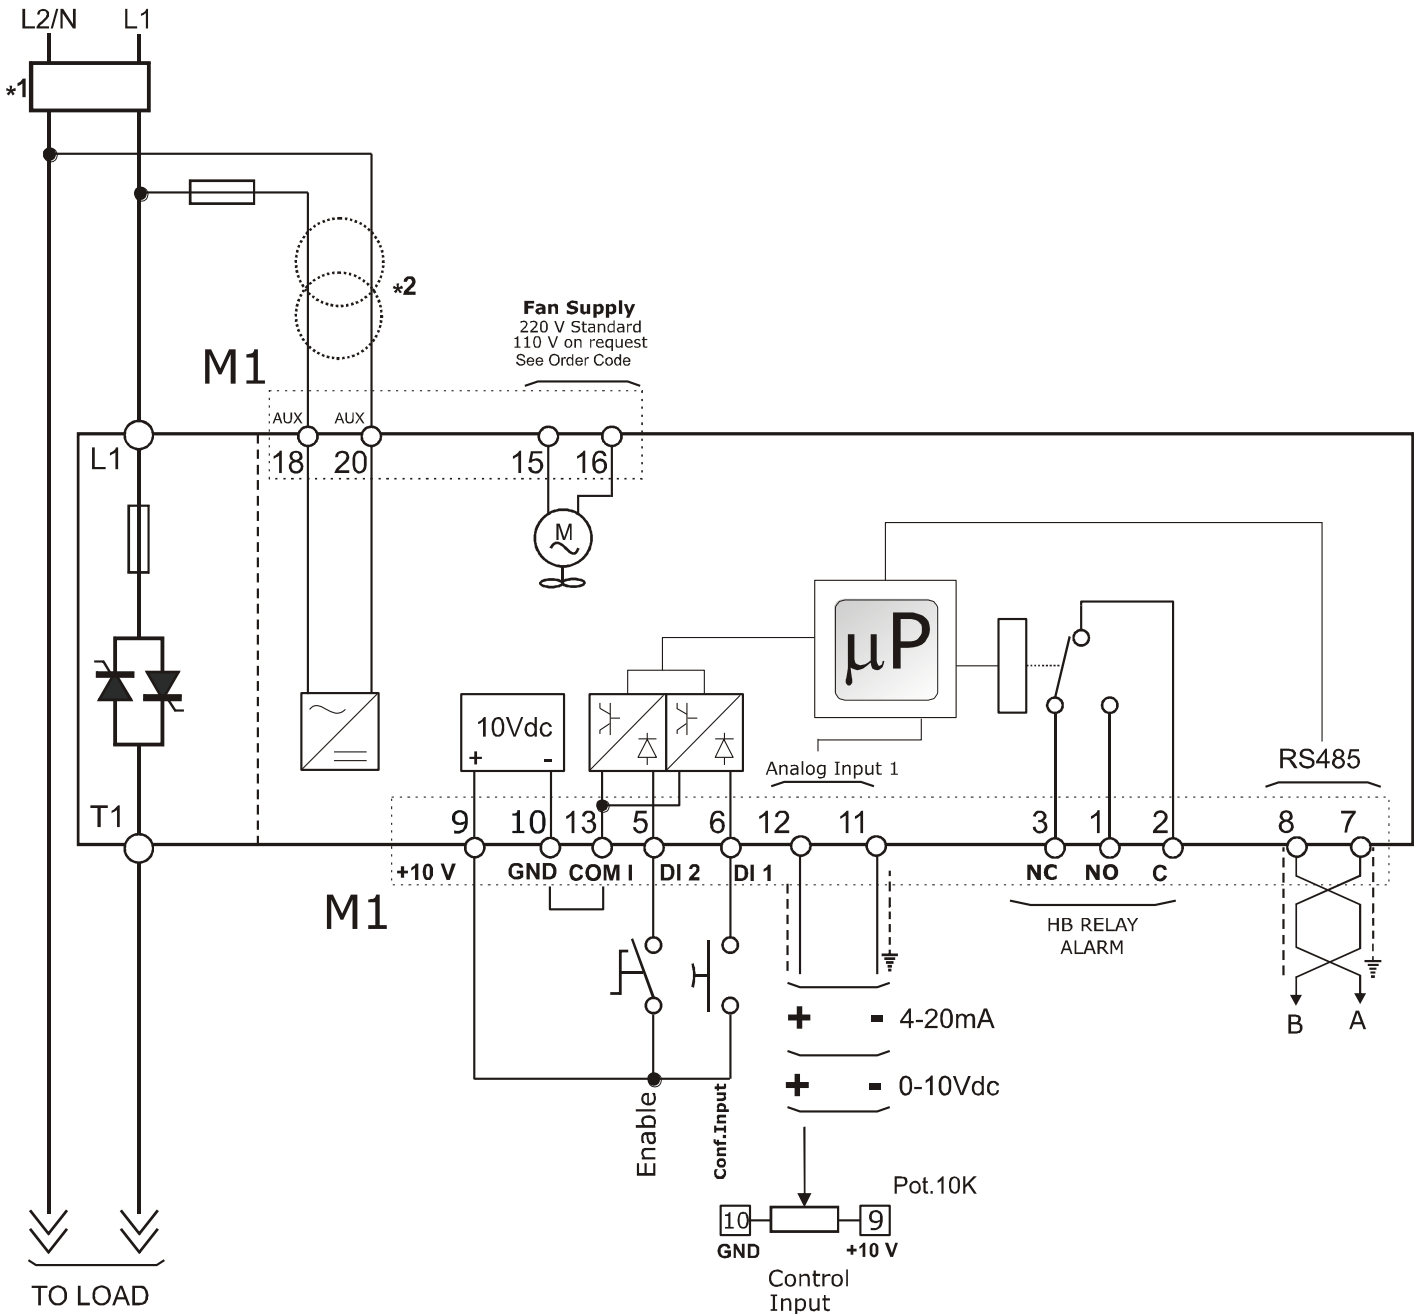 L2/N L1
*1
*2
Fan Supply
220 V Standard
110 V on request
See Order Code
M1
AUX AUX
L1
18 20 15 16
M
µP
10Vdc
+ -
Analog Input 1
RS485
T1
9 10 13 5 6 12 11 3 1 2 8 7
+10 V GND COM I DI 2 DI 1 NC NO C
M1
HB RELAY
ALARM
+ - 4-20mA
B A
+ - 0-10Vdc
Enable
Conf.Input
Pot.10K
10 9
GND +10 V
Control
Input
TO LOAD